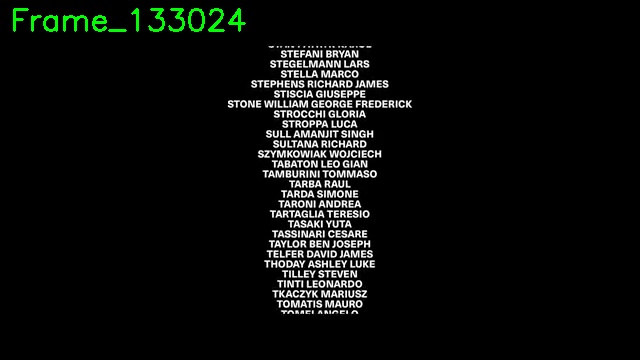 Frame_133024
STEFANI BRYAN
STEGELMANN LARS
STELLA MARCO
STEPHENS RICHARD JAMES
STISCIA GIUSEPPE
STONE WILLIAM GEORGE FREDERICK
STROCCHI GLORIA
STROPPA LUCA
SULL AMANJIT SINGH
SULTANA RICHARD
SZYMKOWIAK WOJCIECH
TABATON LEO GIAN
TAMBURINI TOMMASO
TARBA RAUL
TARDA SIMONE
TARONI ANDREA
TARTAGLIA TERESIO
TASAKI YUTA
TASSINARI CESARE
TAYLOR BEN JOSEPH
TELFER DAVID JAMES
THODAY ASHLEY LUKE
TILLEY STEVEN
TINTI LEONARDO
TKACZYK MARIUSZ
TOMATIS MAURO